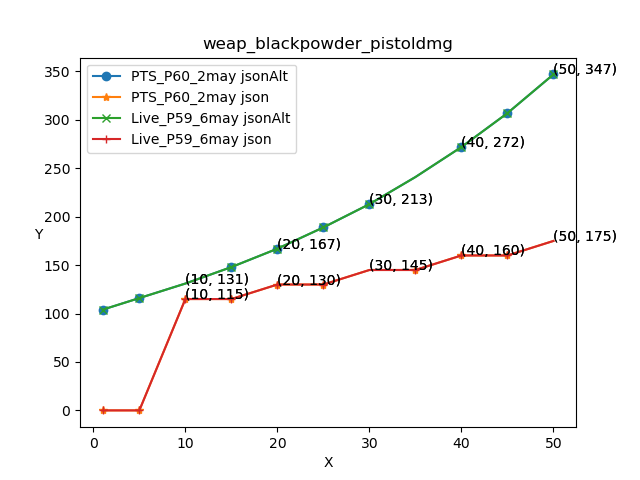 weap_blackpowder_pistoldmg
PTS_P60_2may jsonAlt
PTS_P60_2may json
Live_P59_6may jsonAlt
Live_P59_6may json
350
300
250
200
150
100
50
0
Y
(50, 347)
(40, 272)
(30, 213)
(20, 167)
(10, 131)
(10, 115)
(20, 130)
(30, 145)
(40, 160)
(50, 175)
0 10 20 30 40 50
X